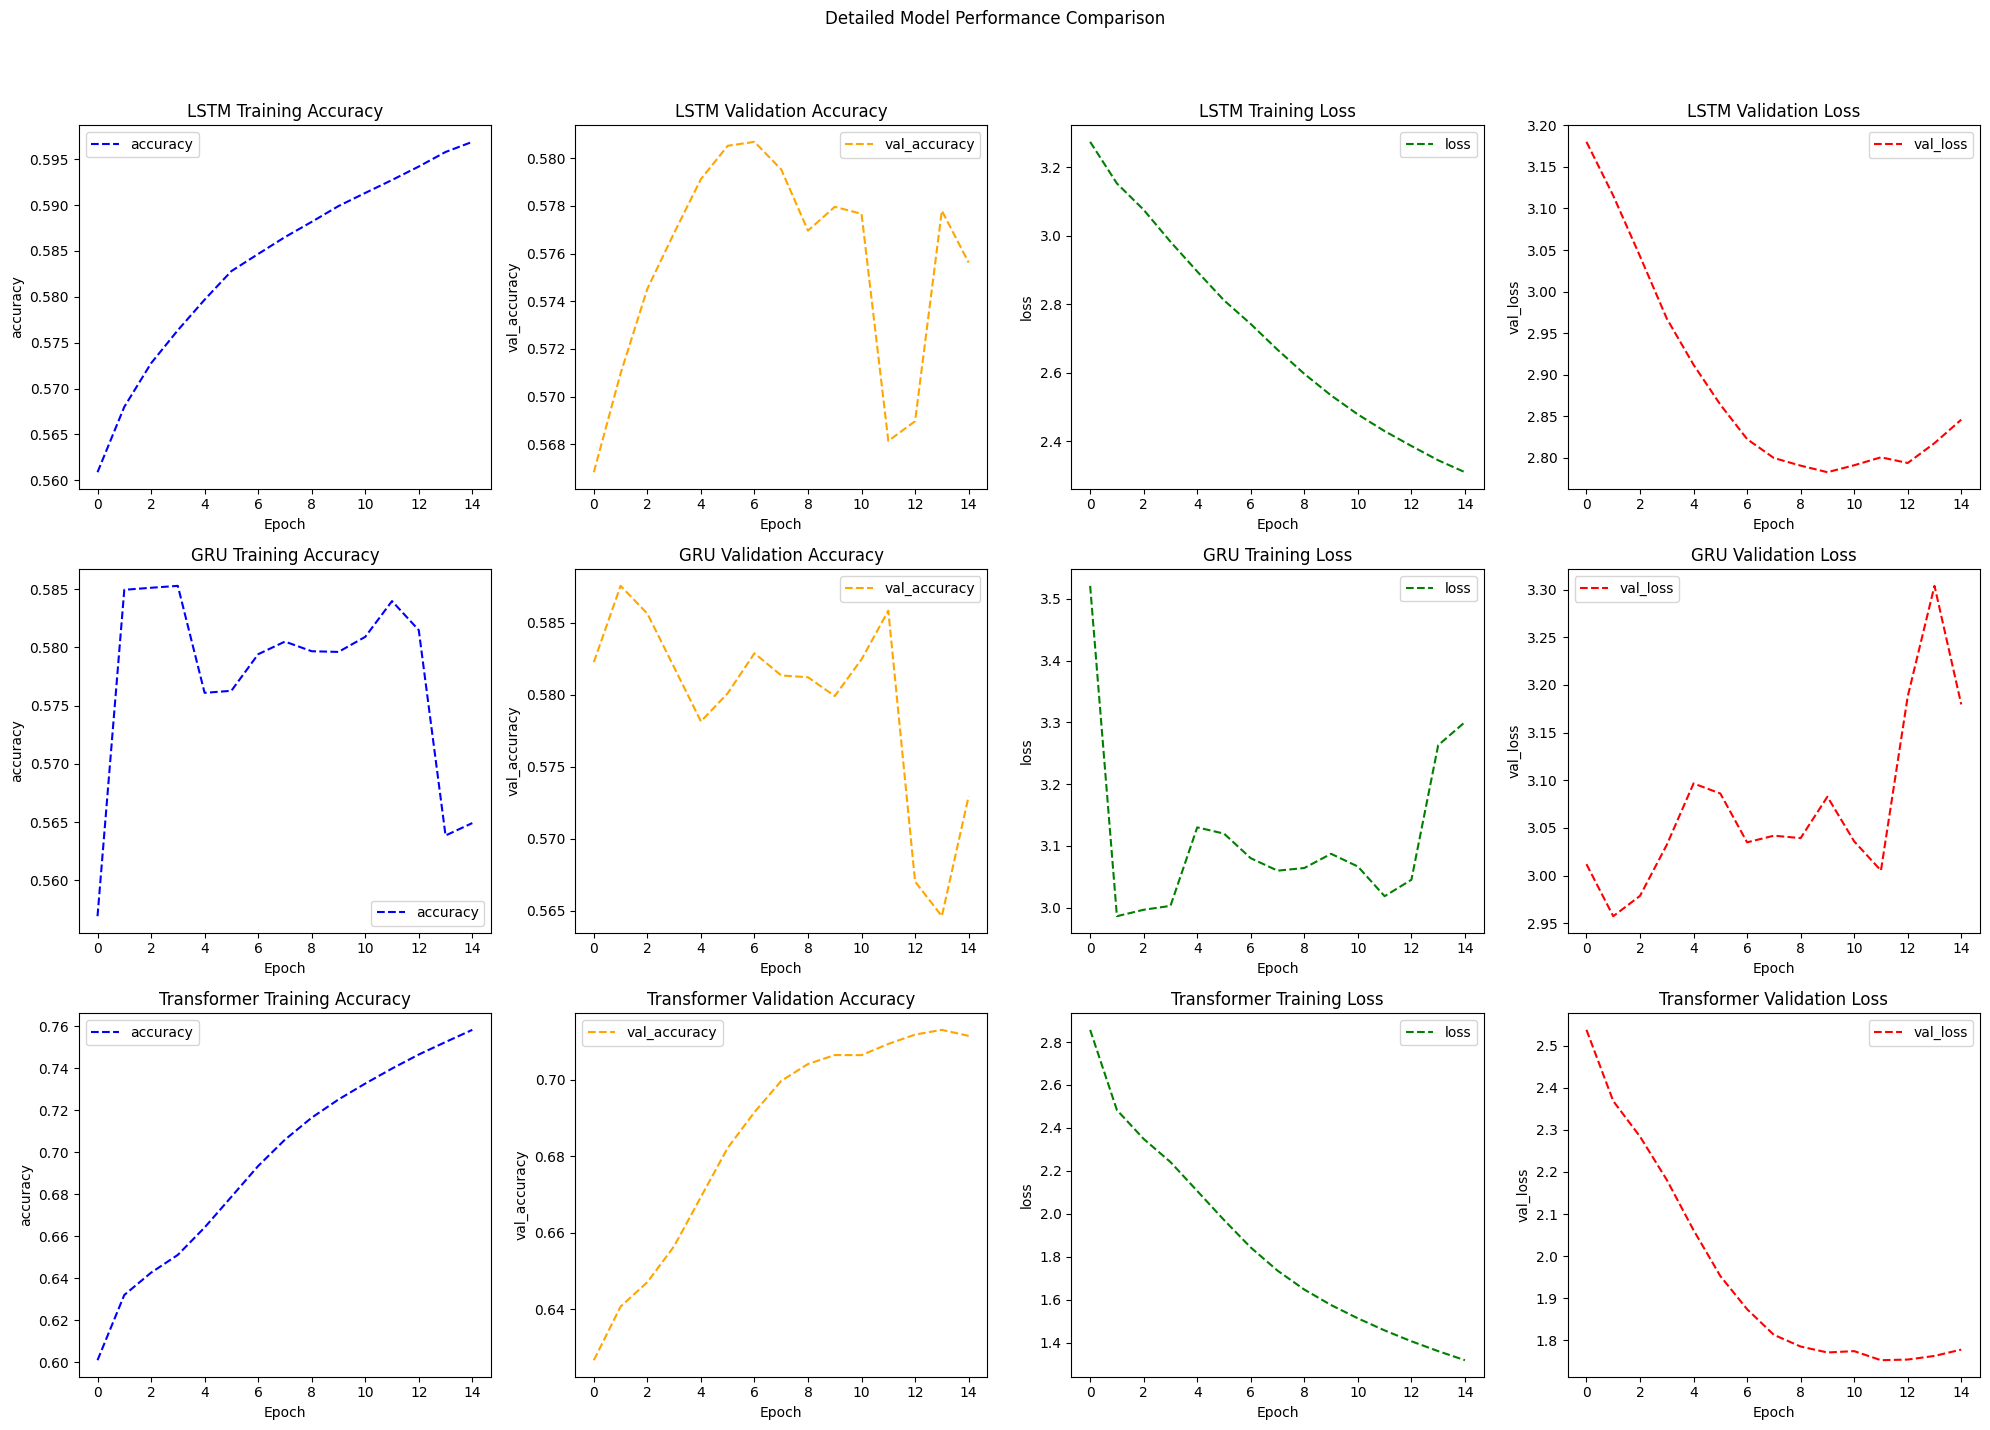 Detailed Model Performance Comparison
LSTM Training Accuracy
accuracy
accuracy
0.595
0.590
0.585
0.580
0.575
0.570
0.565
0.560
0 2 4 6 8 10 12 14
Epoch
LSTM Validation Accuracy
val_accuracy
val_accuracy
0.580
0.578
0.576
0.574
0.572
0.570
0.568
0 2 4 6 8 10 12 14
Epoch
LSTM Training Loss
loss
loss
3.2
3.0
2.8
2.6
2.4
0 2 4 6 8 10 12 14
Epoch
LSTM Validation Loss
val_loss
val_loss
3.20
3.15
3.10
3.05
3.00
2.95
2.90
2.85
2.80
0 2 4 6 8 10 12 14
Epoch
GRU Training Accuracy
accuracy
accuracy
0.585
0.580
0.575
0.570
0.565
0.560
0 2 4 6 8 10 12 14
Epoch
GRU Validation Accuracy
val_accuracy
val_accuracy
0.585
0.580
0.575
0.570
0.565
0 2 4 6 8 10 12 14
Epoch
GRU Training Loss
loss
loss
3.5
3.4
3.3
3.2
3.1
3.0
0 2 4 6 8 10 12 14
Epoch
GRU Validation Loss
val_loss
val_loss
3.30
3.25
3.20
3.15
3.10
3.05
3.00
2.95
0 2 4 6 8 10 12 14
Epoch
Transformer Training Accuracy
accuracy
accuracy
0.76
0.74
0.72
0.70
0.68
0.66
0.64
0.62
0.60
0 2 4 6 8 10 12 14
Epoch
Transformer Validation Accuracy
val_accuracy
val_accuracy
0.70
0.68
0.66
0.64
0 2 4 6 8 10 12 14
Epoch
Transformer Training Loss
loss
loss
2.8
2.6
2.4
2.2
2.0
1.8
1.6
1.4
0 2 4 6 8 10 12 14
Epoch
Transformer Validation Loss
val_loss
val_loss
2.5
2.4
2.3
2.2
2.1
2.0
1.9
1.8
0 2 4 6 8 10 12 14
Epoch